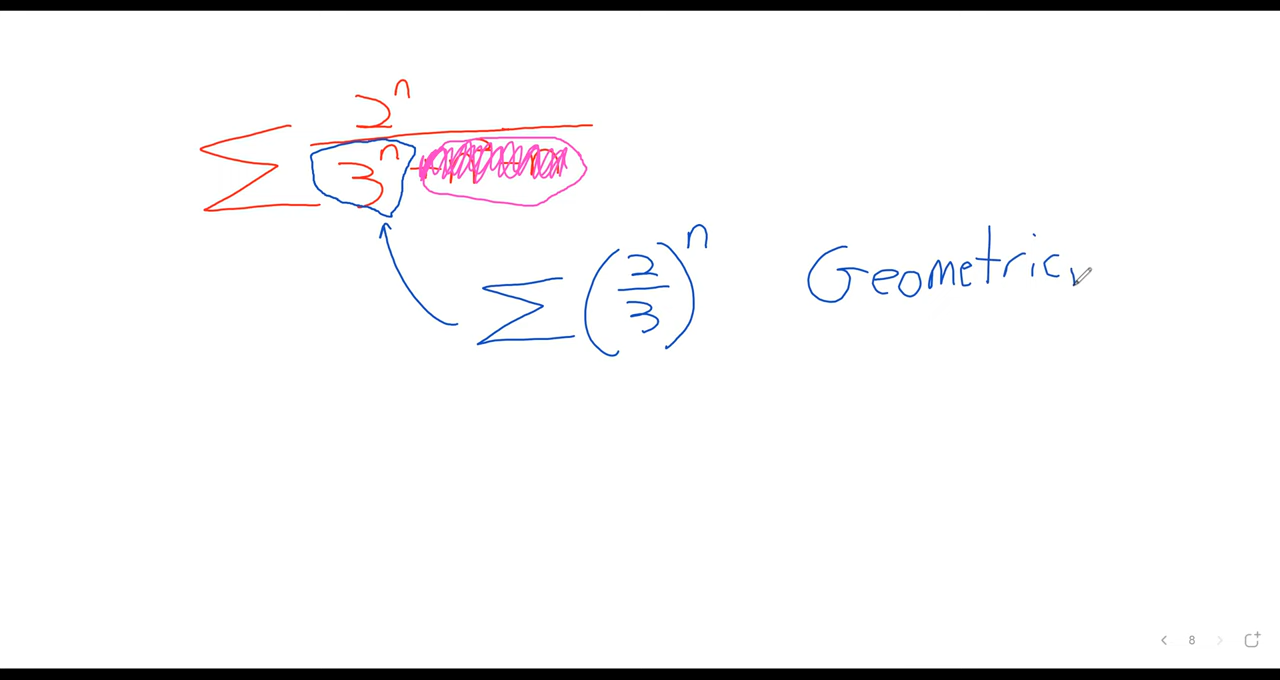 ∑ 2^n / 3^n
∑ (2/3)^n Geometric
8